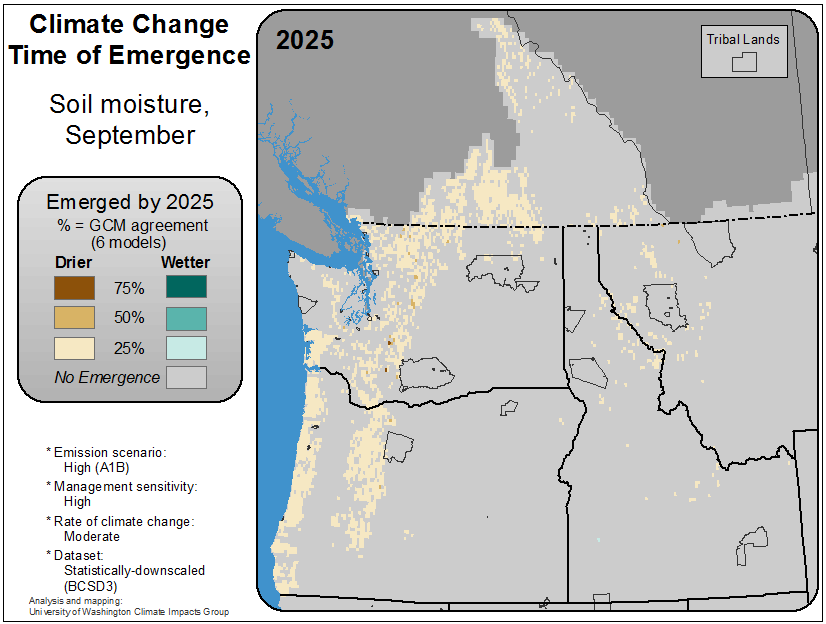 Climate Change
Time of Emergence
Soil moisture,
September
Emerged by 2025
% = GCM agreement
(6 models)
Drier Wetter
75%
50%
25%
No Emergence
* Emission scenario:
High (A1B)
* Management sensitivity:
High
* Rate of climate change:
Moderate
* Dataset:
Statistically-downscaled
(BCSD3)
Analysis and mapping:
University of Washington Climate Impacts Group
2025
Tribal Lands